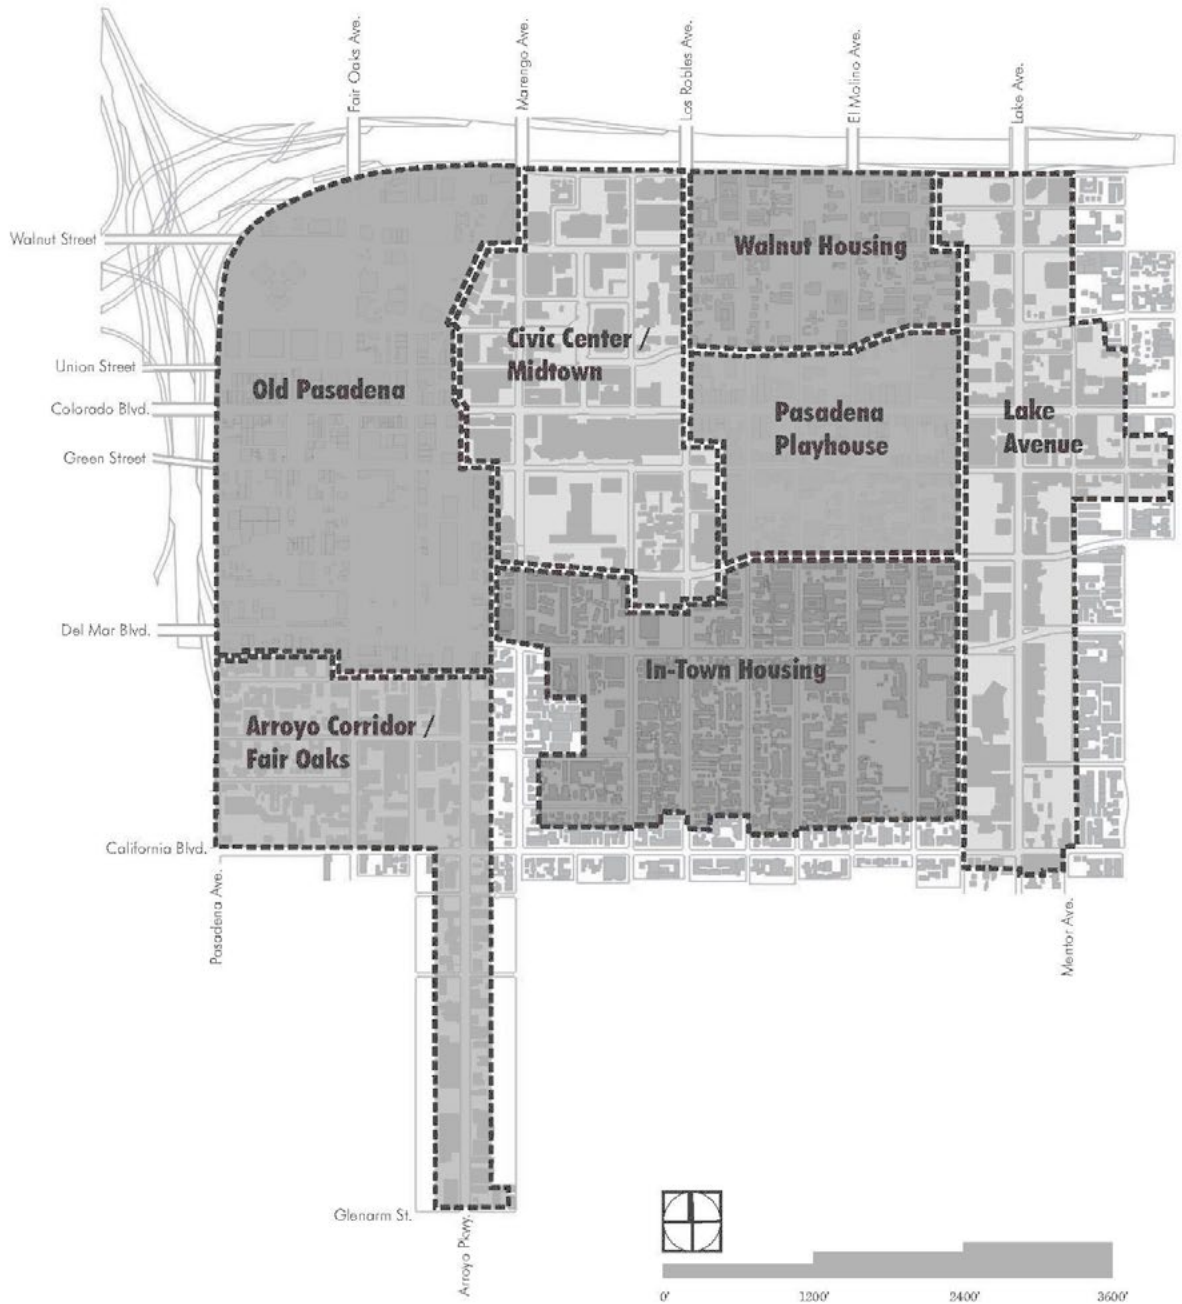 Fair Oaks Ave.
Marengo Ave.
Los Robles Ave.
El Molino Ave.
Lake Ave.
Walnut Street
Walnut Housing
Civic Center /
Midtown
Union Street
Old Pasadena
Colorado Blvd.
Pasadena
Playhouse
Lake
Avenue
Green Street
Del Mar Blvd.
In-Town Housing
Arroyo Corridor /
Fair Oaks
California Blvd.
Pasadena Ave.
Mentor Ave.
Glenarm St.
Arroyo Pkwy.
0' 1200' 2400' 3600'